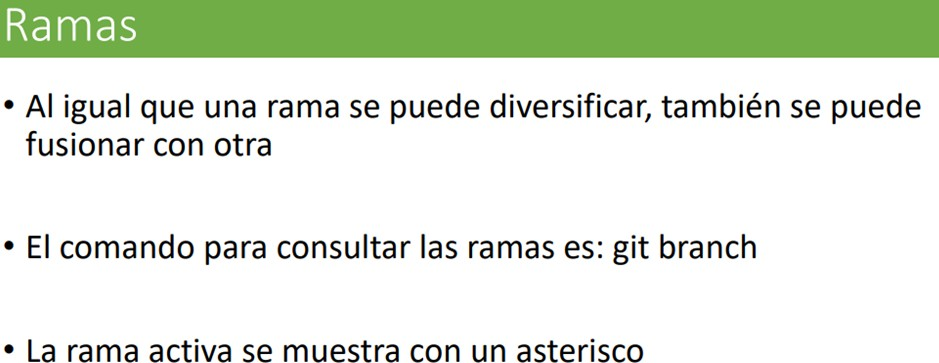 Ramas
• Al igual que una rama se puede diversificar, también se puede
fusionar con otra
• El comando para consultar las ramas es: git branch
• La rama activa se muestra con un asterisco